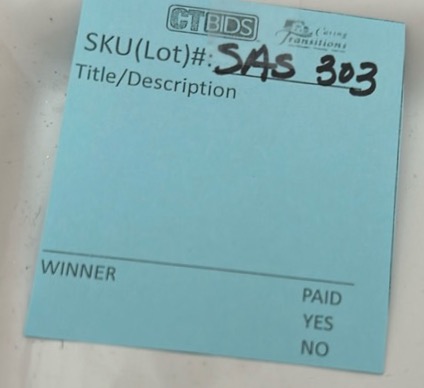 CTBIDS
Caring
Transitions
SKU(Lot)#: SAS 303
Title/Description
WINNER
PAID
YES
NO